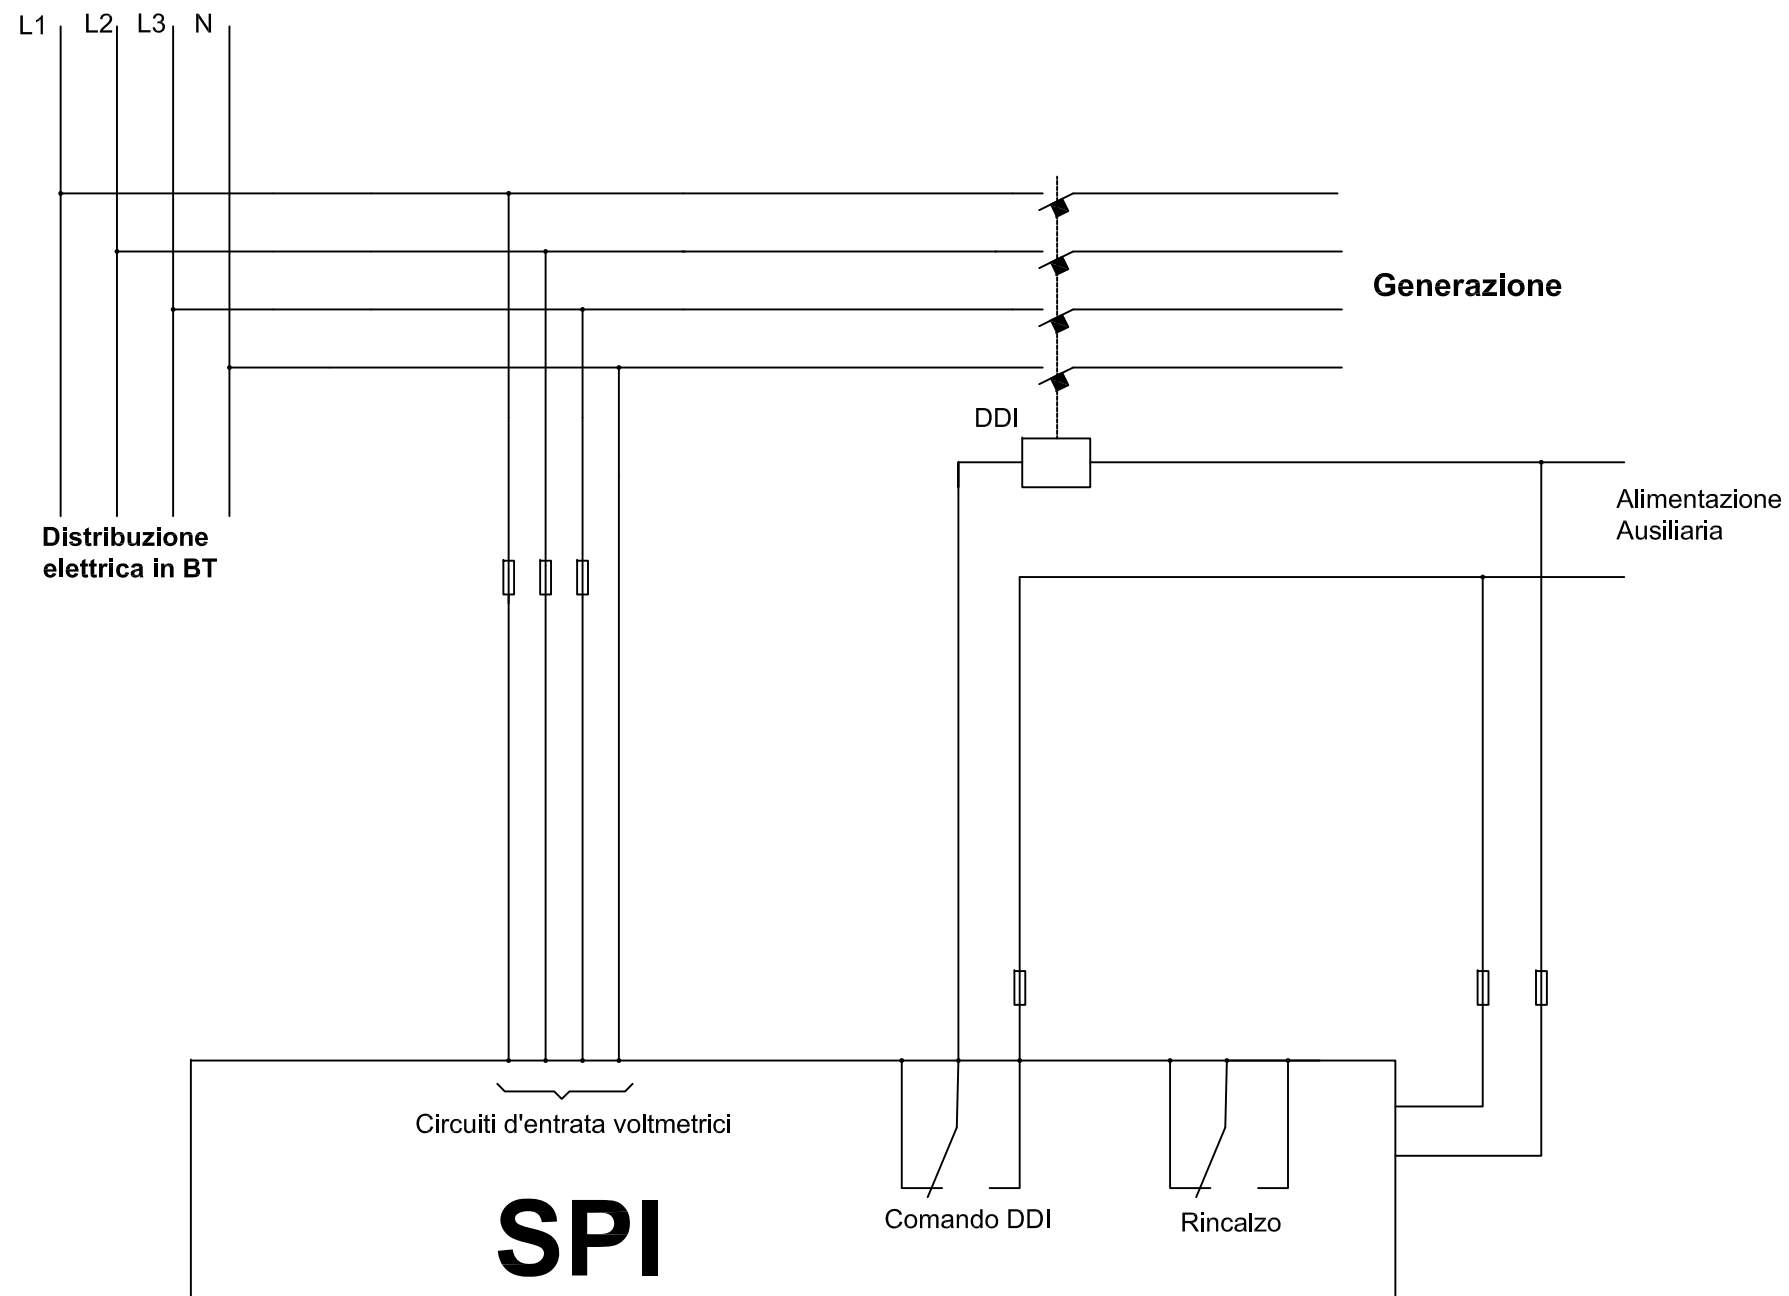 L1 L2 L3 N
Generazione
DDI
Alimentazione
Ausiliaria
Distribuzione
elettrica in BT
Circuiti d'entrata voltmetrici
SPI
Comando DDI
Rincalzo